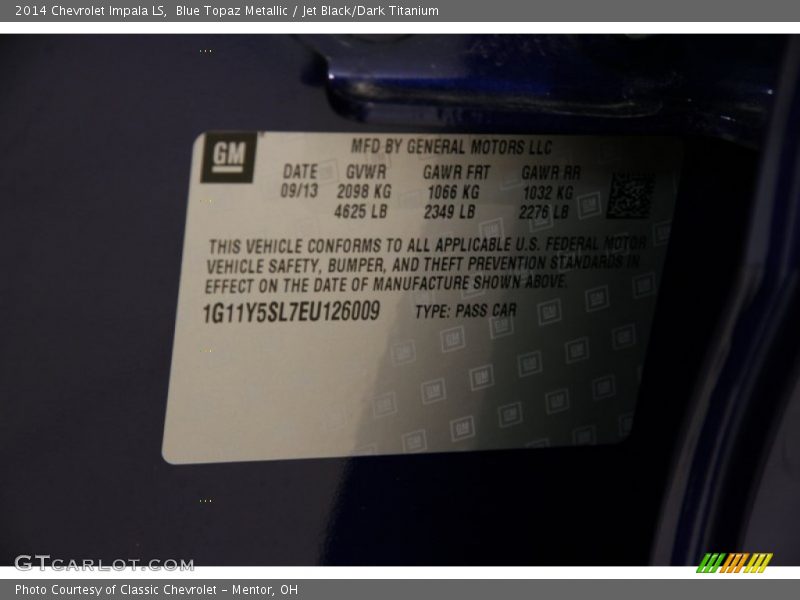 2014 Chevrolet Impala LS,  Blue Topaz Metallic / Jet Black/Dark Titanium
GM
MFD BY GENERAL MOTORS LLC
DATE GVWR GAWR FRT GAWR RR
09/13 2098 KG 1066 KG 1032 KG
4625 LB 2349 LB 2276 LB
THIS VEHICLE CONFORMS TO ALL APPLICABLE U.S. FEDERAL MOTOR
VEHICLE SAFETY, BUMPER, AND THEFT PREVENTION STANDARDS IN
EFFECT ON THE DATE OF MANUFACTURE SHOWN ABOVE.
1G11Y5SL7EU126009 TYPE: PASS CAR
GTCARLOT.COM
Photo Courtesy of Classic Chevrolet - Mentor, OH